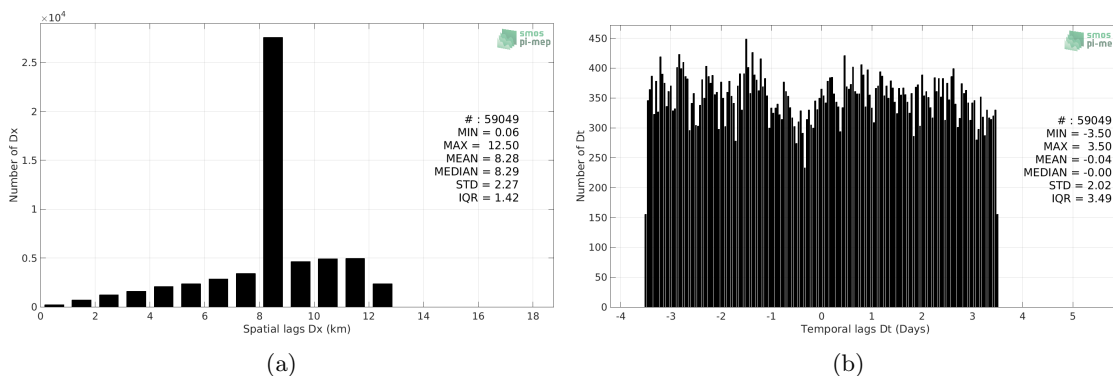 ×10⁴
2.5
2
1.5
1
0.5
0
0 2 4 6 8 10 12 14 16 18
Number of Dx
Spatial lags Dx (km)
smos
pi-mep
# : 59049
MIN = 0.06
MAX = 12.50
MEAN = 8.28
MEDIAN = 8.29
STD = 2.27
IQR = 1.42
(a)
450
400
350
300
250
200
150
100
50
0
-4 -3 -2 -1 0 1 2 3 4 5
Number of Dt
Temporal lags Dt (Days)
smos
pi-mep
# : 59049
MIN = -3.50
MAX = 3.50
MEAN = -0.04
MEDIAN = -0.00
STD = 2.02
IQR = 3.49
(b)